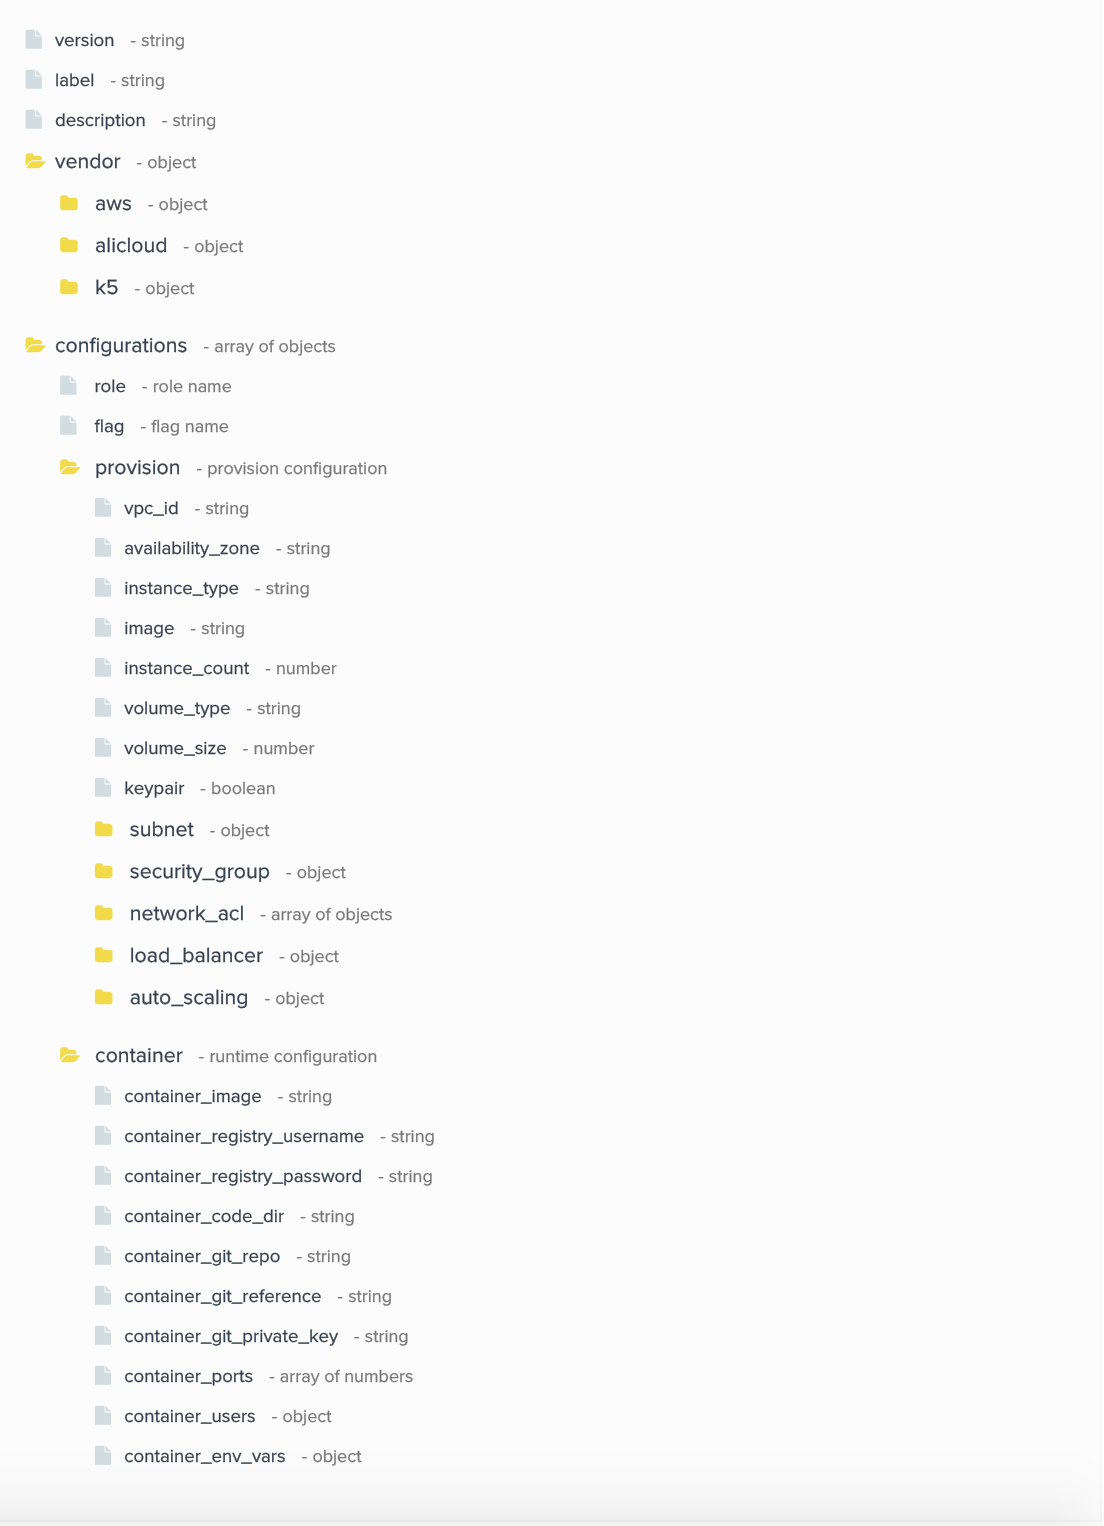 version - string
label - string
description - string
vendor - object
aws - object
alicloud - object
k5 - object
configurations - array of objects
role - role name
flag - flag name
provision - provision configuration
vpc_id - string
availability_zone - string
instance_type - string
image - string
instance_count - number
volume_type - string
volume_size - number
keypair - boolean
subnet - object
security_group - object
network_acl - array of objects
load_balancer - object
auto_scaling - object
container - runtime configuration
container_image - string
container_registry_username - string
container_registry_password - string
container_code_dir - string
container_git_repo - string
container_git_reference - string
container_git_private_key - string
container_ports - array of numbers
container_users - object
container_env_vars - object